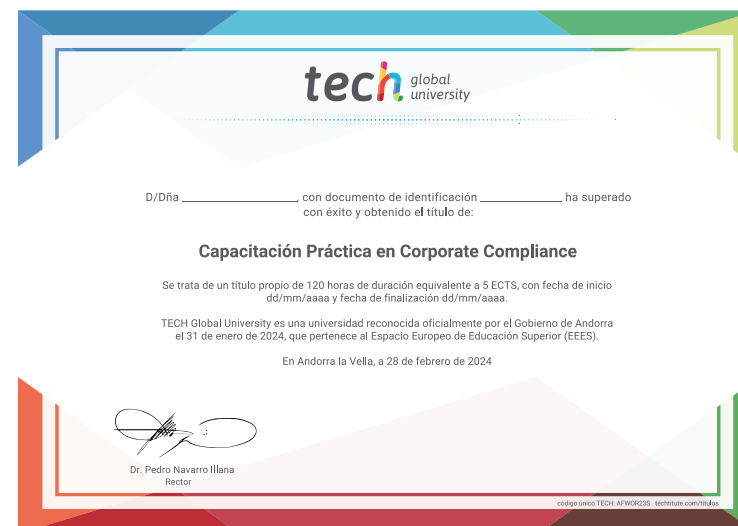 tech global university
D/Dña ____________________, con documento de identificación ______________ ha superado
con éxito y obtenido el título de:
Capacitación Práctica en Corporate Compliance
Se trata de un título propio de 120 horas de duración equivalente a 5 ECTS, con fecha de inicio
dd/mm/aaaa y fecha de finalización dd/mm/aaaa.
TECH Global University es una universidad reconocida oficialmente por el Gobierno de Andorra
el 31 de enero de 2024, que pertenece al Espacio Europeo de Educación Superior (EEES).
En Andorra la Vella, a 28 de febrero de 2024
Dr. Pedro Navarro Illana
Rector
código único TECH: AFWOR23S techtitute.com/titulos